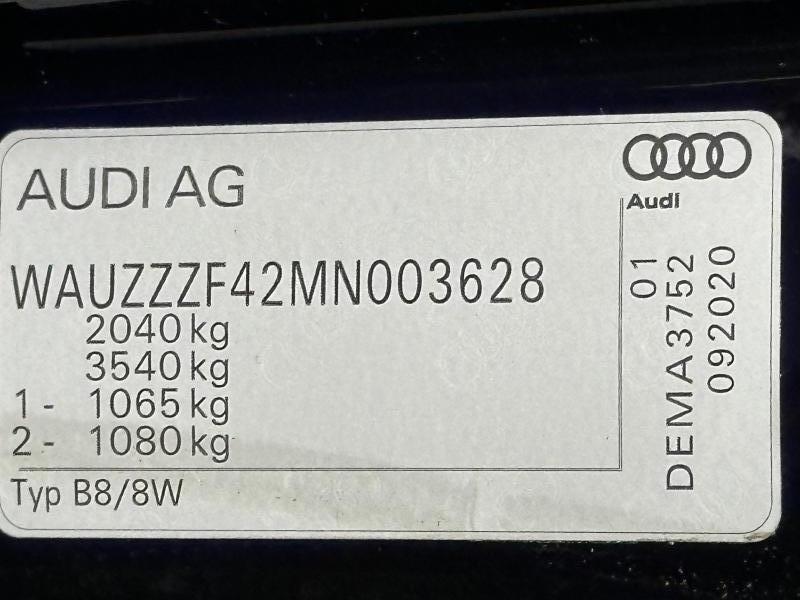 AUDI AG
Audi
WAUZZZF42MN003628
2040 kg
3540 kg
1 - 1065 kg
2 - 1080 kg
Typ B8/8W
01
DEMA3752
092020